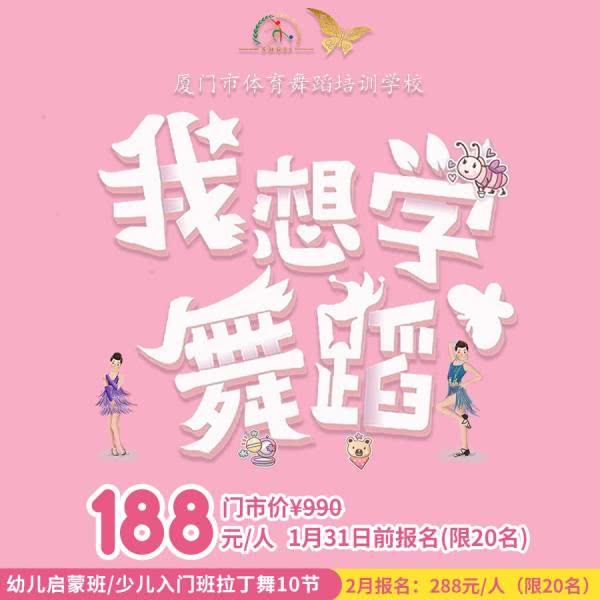 厦门市体育舞蹈培训学校
我想学
舞蹈
188元/人
门市价¥990
1月31日前报名(限20名)
幼儿启蒙班/少儿入门班拉丁舞10节
2月报名：288元/人（限20名）